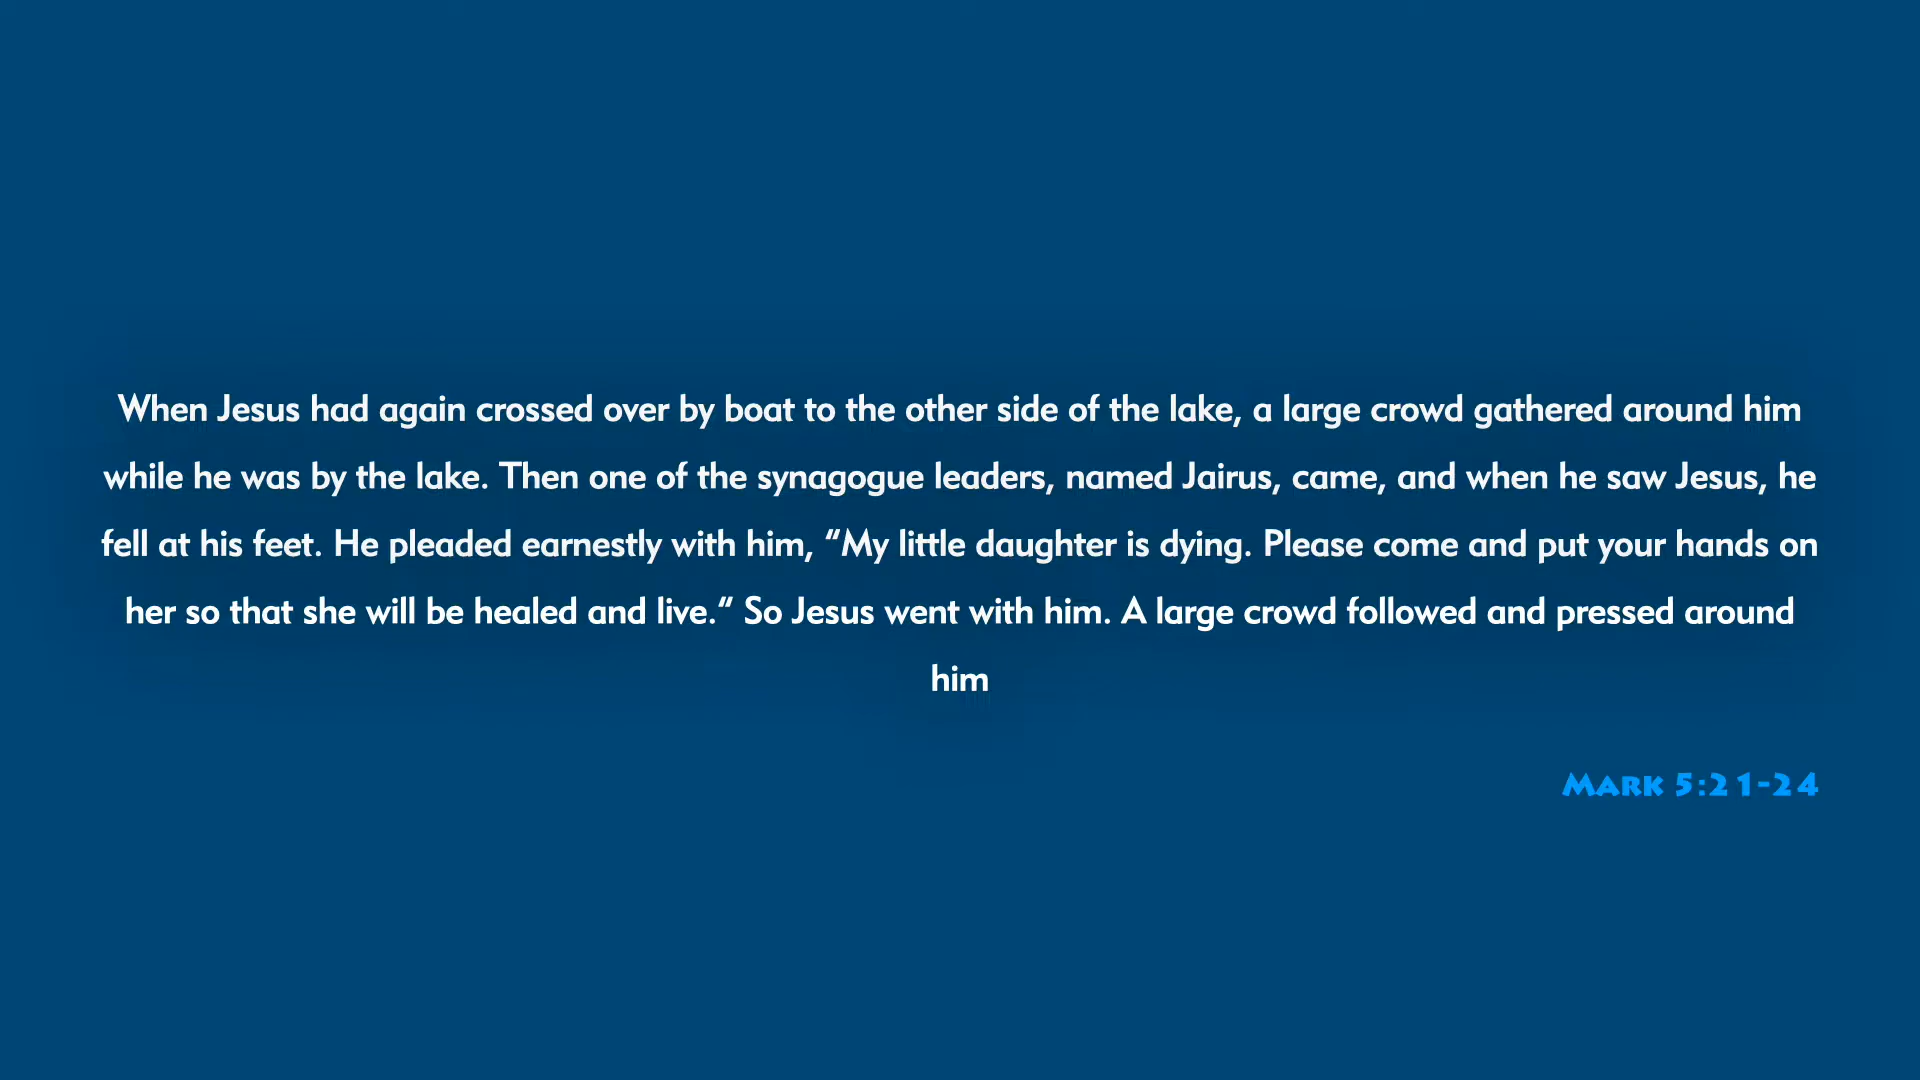 When Jesus had again crossed over by boat to the other side of the lake, a large crowd gathered around him
while he was by the lake. Then one of the synagogue leaders, named Jairus, came, and when he saw Jesus, he
fell at his feet. He pleaded earnestly with him, “My little daughter is dying. Please come and put your hands on
her so that she will be healed and live.“ So Jesus went with him. A large crowd followed and pressed around
him
Mark 5:21-24